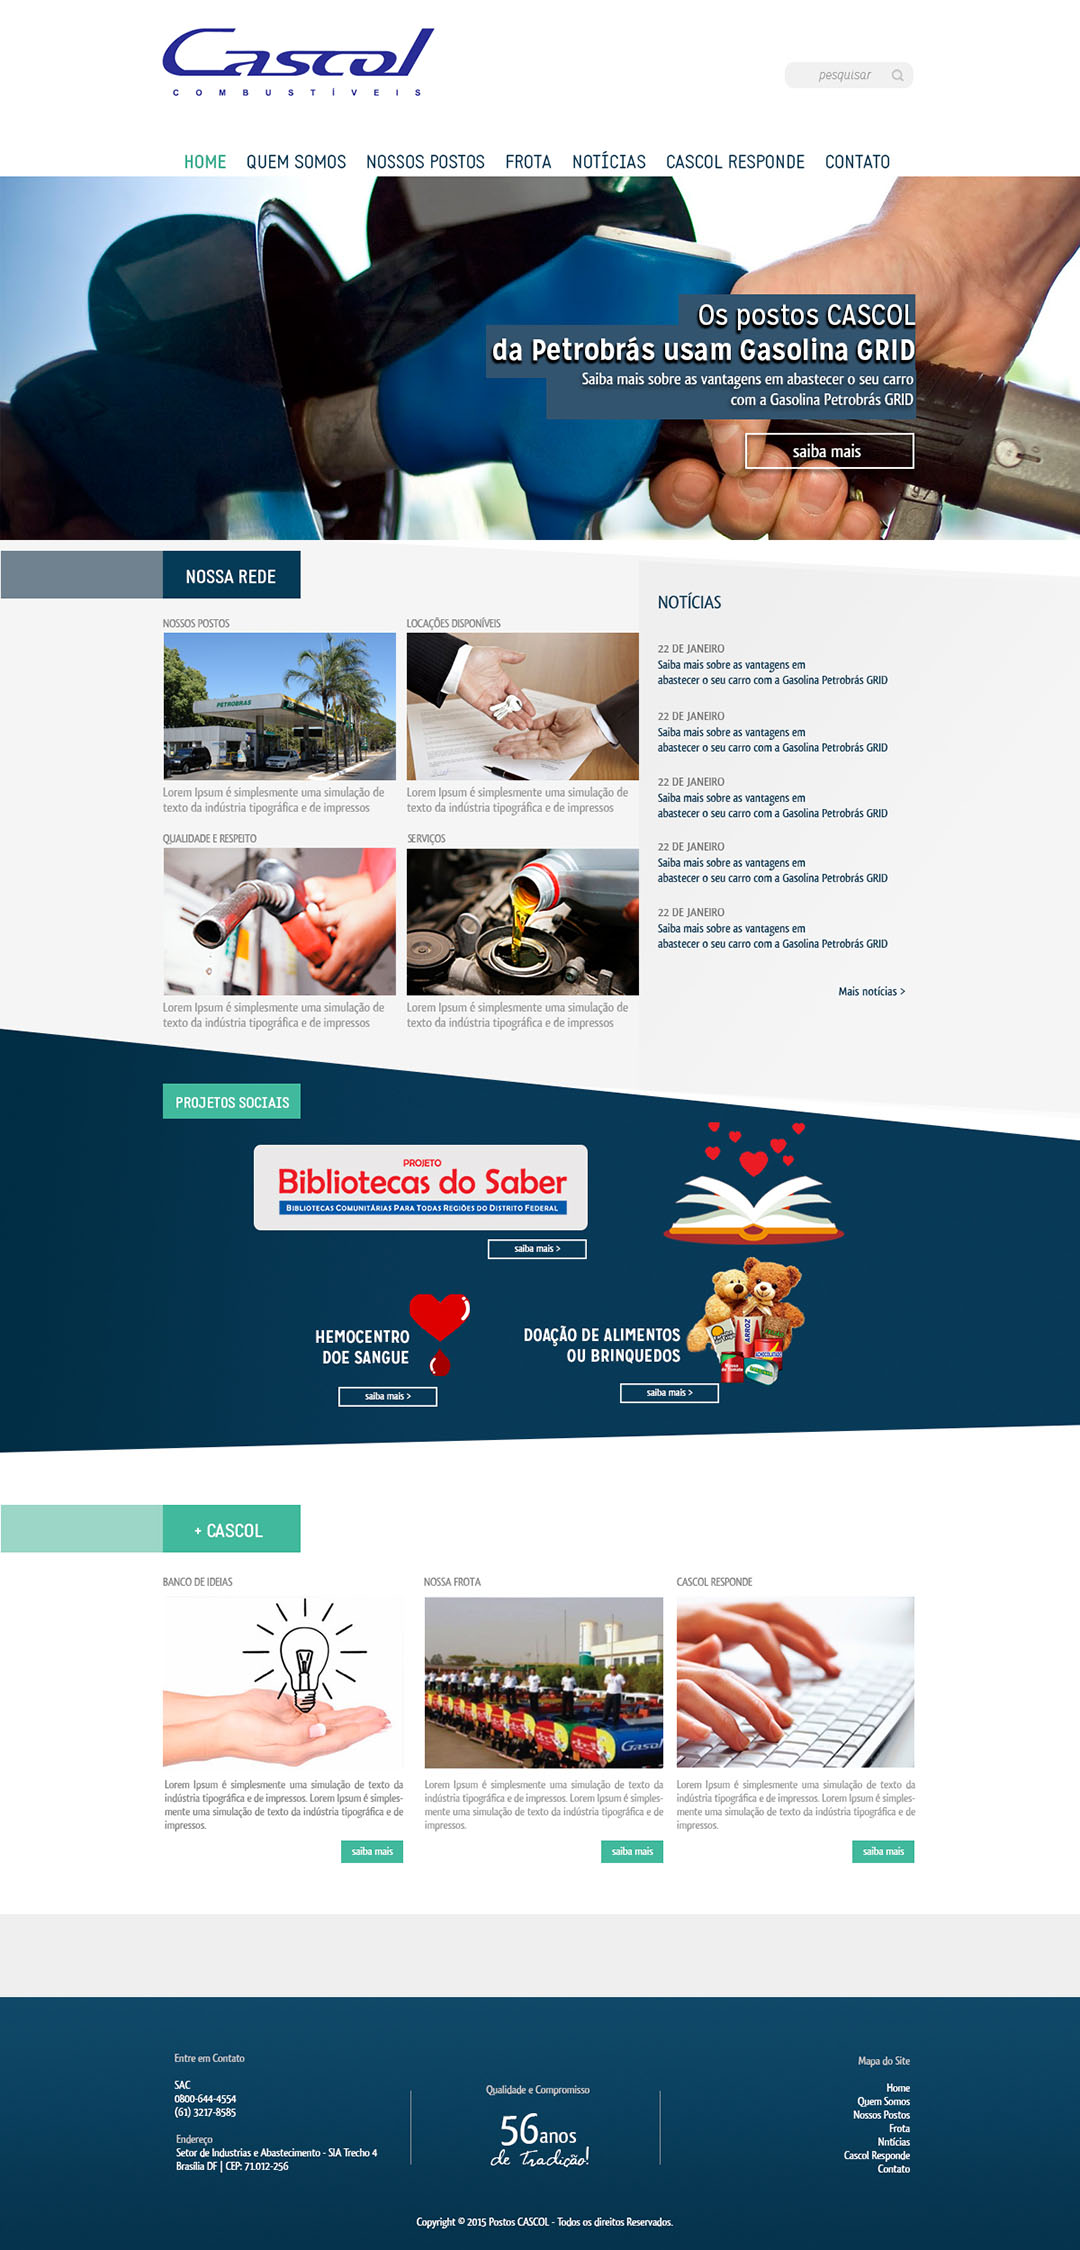 Cascol
COMBUSTÍVEIS
pesquisar
HOME QUEM SOMOS NOSSOS POSTOS FROTA NOTÍCIAS CASCOL RESPONDE CONTATO
Os postos CASCOL
da Petrobrás usam Gasolina GRID
Saiba mais sobre as vantagens em abastecer o seu carro
com a Gasolina Petrobrás GRID
saiba mais
NOSSA REDE
NOSSOS POSTOS
PETROBRAS
Lorem Ipsum é simplesmente uma simulação de
texto da indústria tipográfica e de impressos
LOCAÇÕES DISPONÍVEIS
Lorem Ipsum é simplesmente uma simulação de
texto da indústria tipográfica e de impressos
QUALIDADE E RESPEITO
Lorem Ipsum é simplesmente uma simulação de
texto da indústria tipográfica e de impressos
SERVIÇOS
Lorem Ipsum é simplesmente uma simulação de
texto da indústria tipográfica e de impressos
NOTÍCIAS
22 DE JANEIRO
Saiba mais sobre as vantagens em
abastecer o seu carro com a Gasolina Petrobrás GRID
22 DE JANEIRO
Saiba mais sobre as vantagens em
abastecer o seu carro com a Gasolina Petrobrás GRID
22 DE JANEIRO
Saiba mais sobre as vantagens em
abastecer o seu carro com a Gasolina Petrobrás GRID
22 DE JANEIRO
Saiba mais sobre as vantagens em
abastecer o seu carro com a Gasolina Petrobrás GRID
22 DE JANEIRO
Saiba mais sobre as vantagens em
abastecer o seu carro com a Gasolina Petrobrás GRID
Mais notícias >
PROJETOS SOCIAIS
PROJETO
Bibliotecas do Saber
BIBLIOTECAS COMUNITÁRIAS PARA TODAS REGIÕES DO DISTRITO FEDERAL
saiba mais >
HEMOCENTRO
DOE SANGUE
saiba mais >
DOAÇÃO DE ALIMENTOS
OU BRINQUEDOS
ARROZ
saiba mais >
+ CASCOL
BANCO DE IDEIAS
Lorem Ipsum é simplesmente uma simulação de texto da
indústria tipográfica e de impressos. Lorem Ipsum é simples-
mente uma simulação de texto da indústria tipográfica e de
impressos.
saiba mais
NOSSA FROTA
Gasol
Lorem Ipsum é simplesmente uma simulação de texto da
indústria tipográfica e de impressos. Lorem Ipsum é simples-
mente uma simulação de texto da indústria tipográfica e de
impressos.
saiba mais
CASCOL RESPONDE
Lorem Ipsum é simplesmente uma simulação de texto da
indústria tipográfica e de impressos. Lorem Ipsum é simples-
mente uma simulação de texto da indústria tipográfica e de
impressos.
saiba mais
Entre em Contato
SAC
0800-644-4554
(61) 3217-8585
Endereço
Setor de Industrias e Abastecimento - SIA Trecho 4
Brasília DF | CEP: 71.012-256
Qualidade e Compromisso
56 anos
de Tradição!
Mapa do Site
Home
Quem Somos
Nossos Postos
Frota
Nntícias
Cascol Responde
Contato
Copyright © 2015 Postos CASCOL - Todos os direitos Reservados.